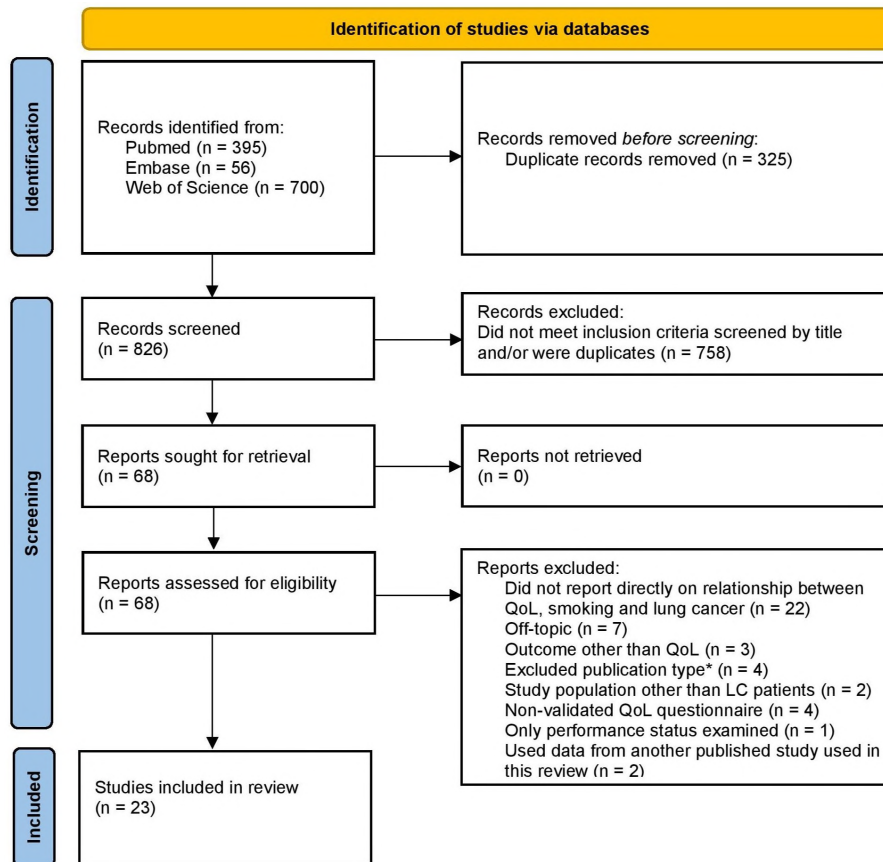 Identification of studies via databases
Identification
Records identified from:
Pubmed (n = 395)
Embase (n = 56)
Web of Science (n = 700)
Records removed before screening:
Duplicate records removed (n = 325)
Screening
Records screened
(n = 826)
Records excluded:
Did not meet inclusion criteria screened by title
and/or were duplicates (n = 758)
Reports sought for retrieval
(n = 68)
Reports not retrieved
(n = 0)
Reports assessed for eligibility
(n = 68)
Reports excluded:
Did not report directly on relationship between
QoL, smoking and lung cancer (n = 22)
Off-topic (n = 7)
Outcome other than QoL (n = 3)
Excluded publication type* (n = 4)
Study population other than LC patients (n = 2)
Non-validated QoL questionnaire (n = 4)
Only performance status examined (n = 1)
Used data from another published study used in
this review (n = 2)
Included
Studies included in review
(n = 23)